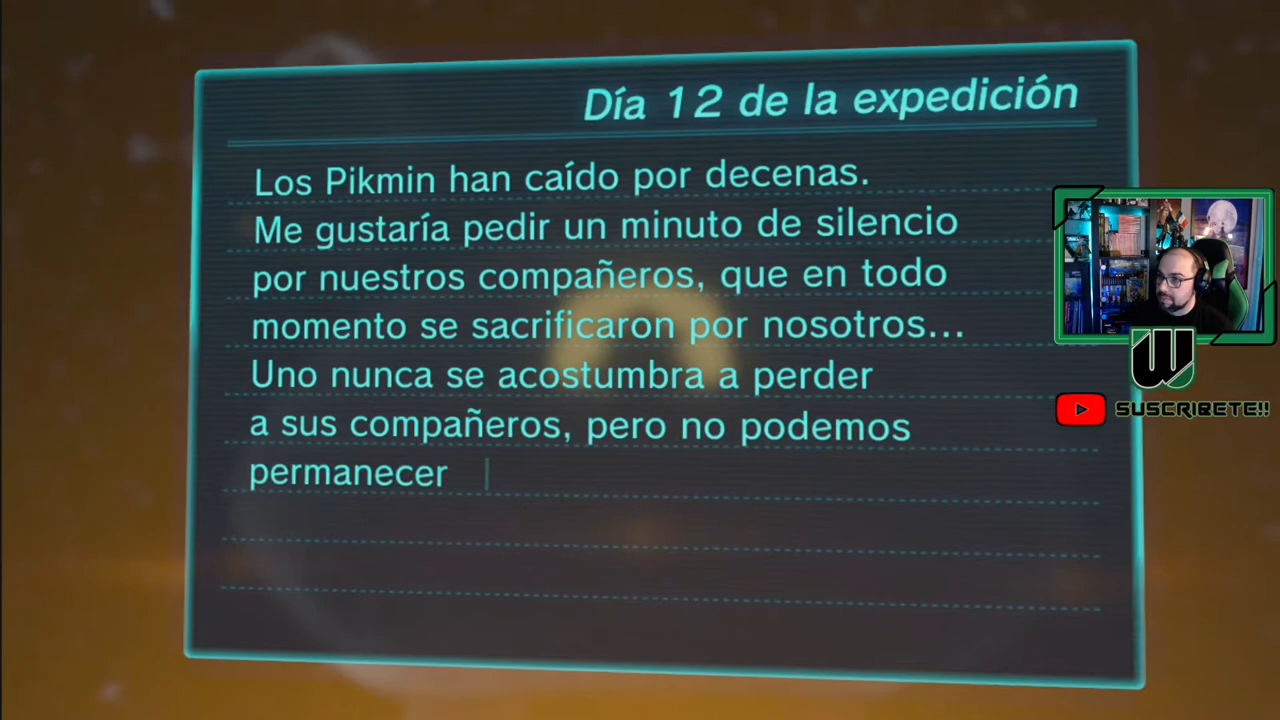 Día 12 de la expedición
Los Pikmin han caído por decenas.
Me gustaría pedir un minuto de silencio
por nuestros compañeros, que en todo
momento se sacrificaron por nosotros...
Uno nunca se acostumbra a perder
a sus compañeros, pero no podemos
permanecer
W
SUSCRIBETE!!